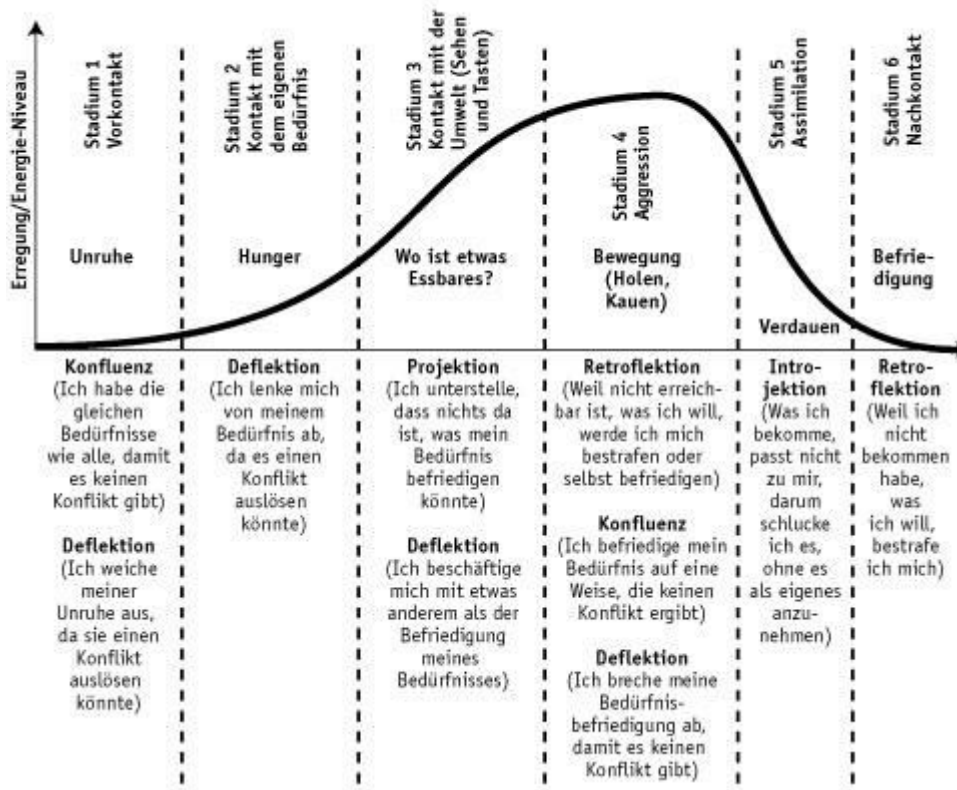 Erregung/Energie-Niveau
Stadium 1
Vorkontakt
Stadium 2
Kontakt mit
dem eigenen
Bedürfnis
Stadium 3
Kontakt mit der
Umwelt (Sehen
und Tasten)
Stadium 4
Aggression
Stadium 5
Assimilation
Stadium 6
Nachkontakt
Unruhe
Hunger
Wo ist etwas
Essbares?
Bewegung
(Holen,
Kauen)
Verdauen
Befrie-
digung
Konfluenz
(Ich habe die
gleichen
Bedürfnisse
wie alle, damit
es keinen
Konflikt gibt)
Deflektion
(Ich weiche
meiner
Unruhe aus,
da sie einen
Konflikt
auslösen
könnte)
Deflektion
(Ich lenke mich
von meinem
Bedürfnis ab,
da es einen
Konflikt
auslösen
könnte)
Projektion
(Ich unterstelle,
dass nichts da
ist, was mein
Bedürfnis
befriedigen
könnte)
Deflektion
(Ich beschäftige
mich mit etwas
anderem als der
Befriedigung
meines
Bedürfnisses)
Retroflektion
(Weil nicht erreich-
bar ist, was ich will,
werde ich mich
bestrafen oder
selbst befriedigen)
Konfluenz
(Ich befriedige mein
Bedürfnis auf eine
Weise, die keinen
Konflikt ergibt)
Deflektion
(Ich breche meine
Bedürfnis-
befriedigung ab,
damit es keinen
Konflikt gibt)
Intro-
jektion
(Was ich
bekomme,
passt nicht
zu mir,
darum
schlucke
ich es,
ohne es
als eigenes
anzu-
nehmen)
Retro-
flektion
(Weil ich
nicht
bekommen
habe,
was
ich will,
bestrafe
ich mich)